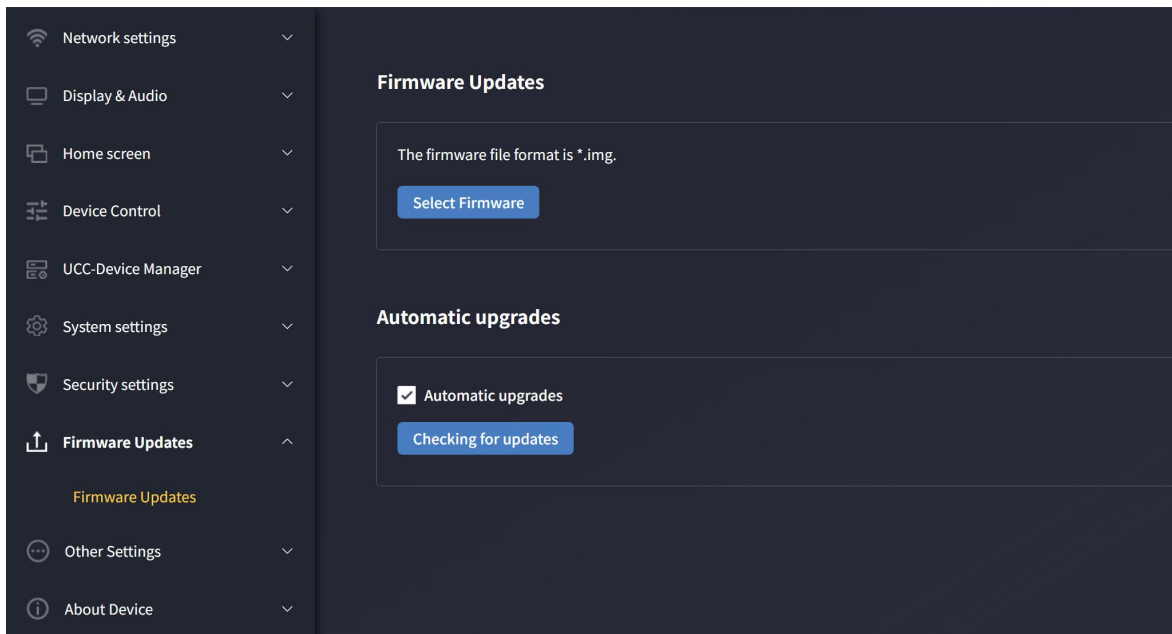 Network settings
Display & Audio
Home screen
Device Control
UCC-Device Manager
System settings
Security settings
Firmware Updates
Firmware Updates
Other Settings
About Device
Firmware Updates
The firmware file format is *.img.
Select Firmware
Automatic upgrades
Automatic upgrades
Checking for updates